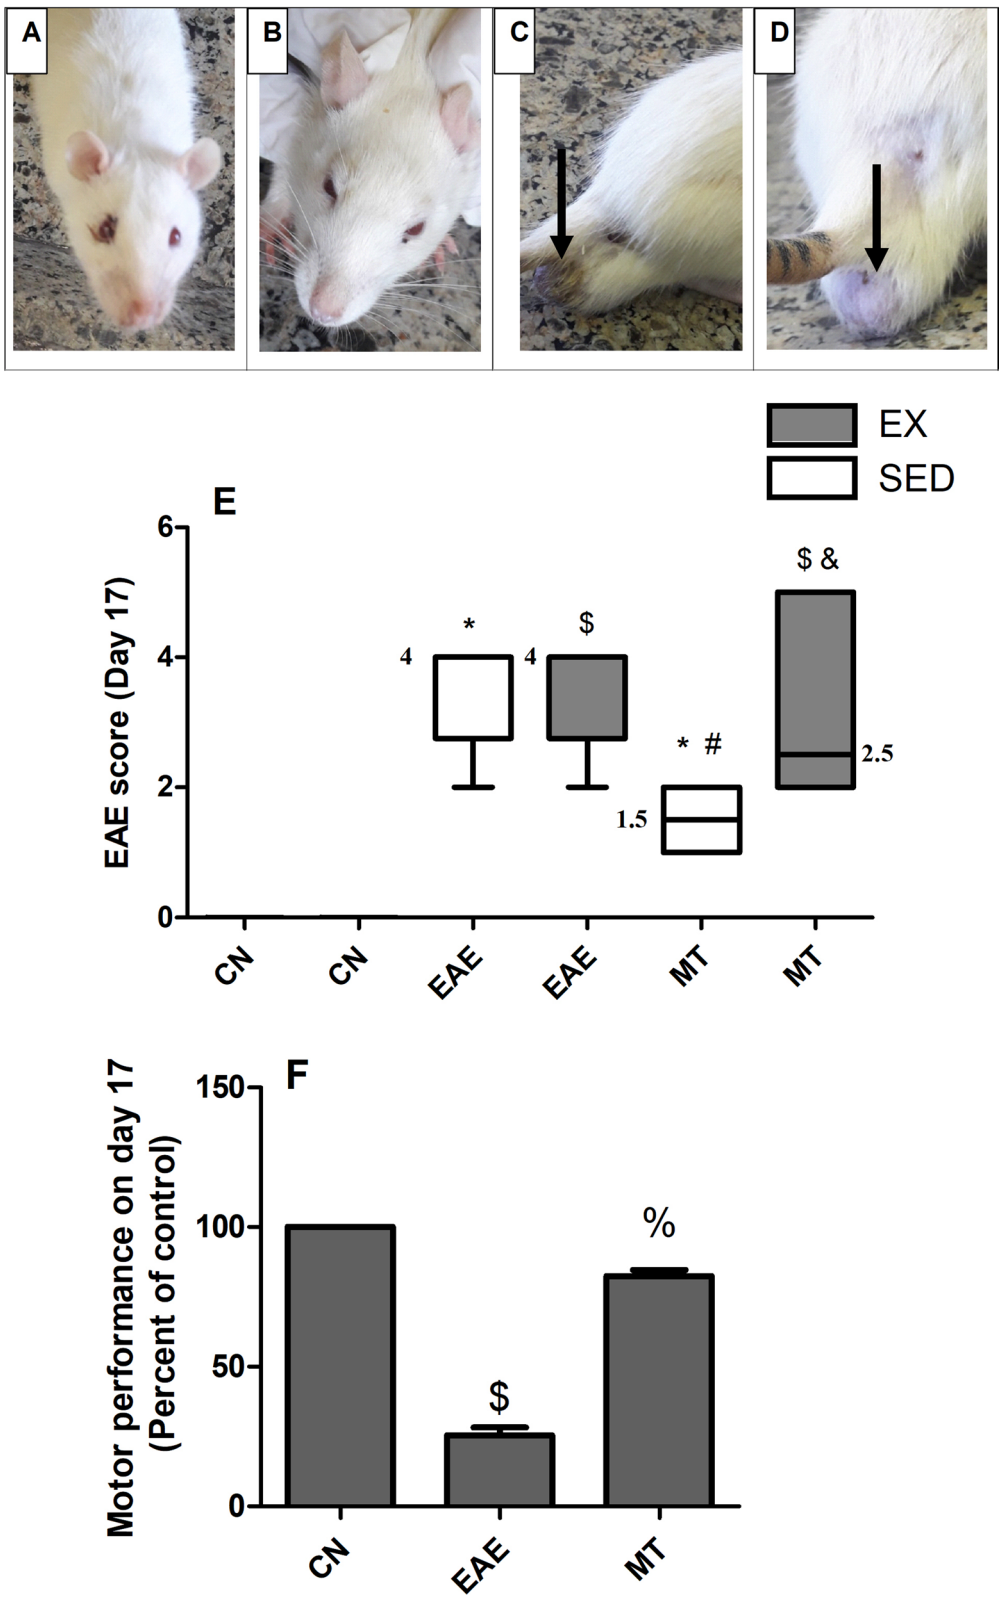 A
B
C
D
EX
SED
E
EAE score (Day 17)
6
4
2
0
4
*
4
$
1.5
* #
$ &
2.5
CN
CN
EAE
EAE
MT
MT
F
Motor performance on day 17
(Percent of control)
150
100
50
0
$
%
CN
EAE
MT